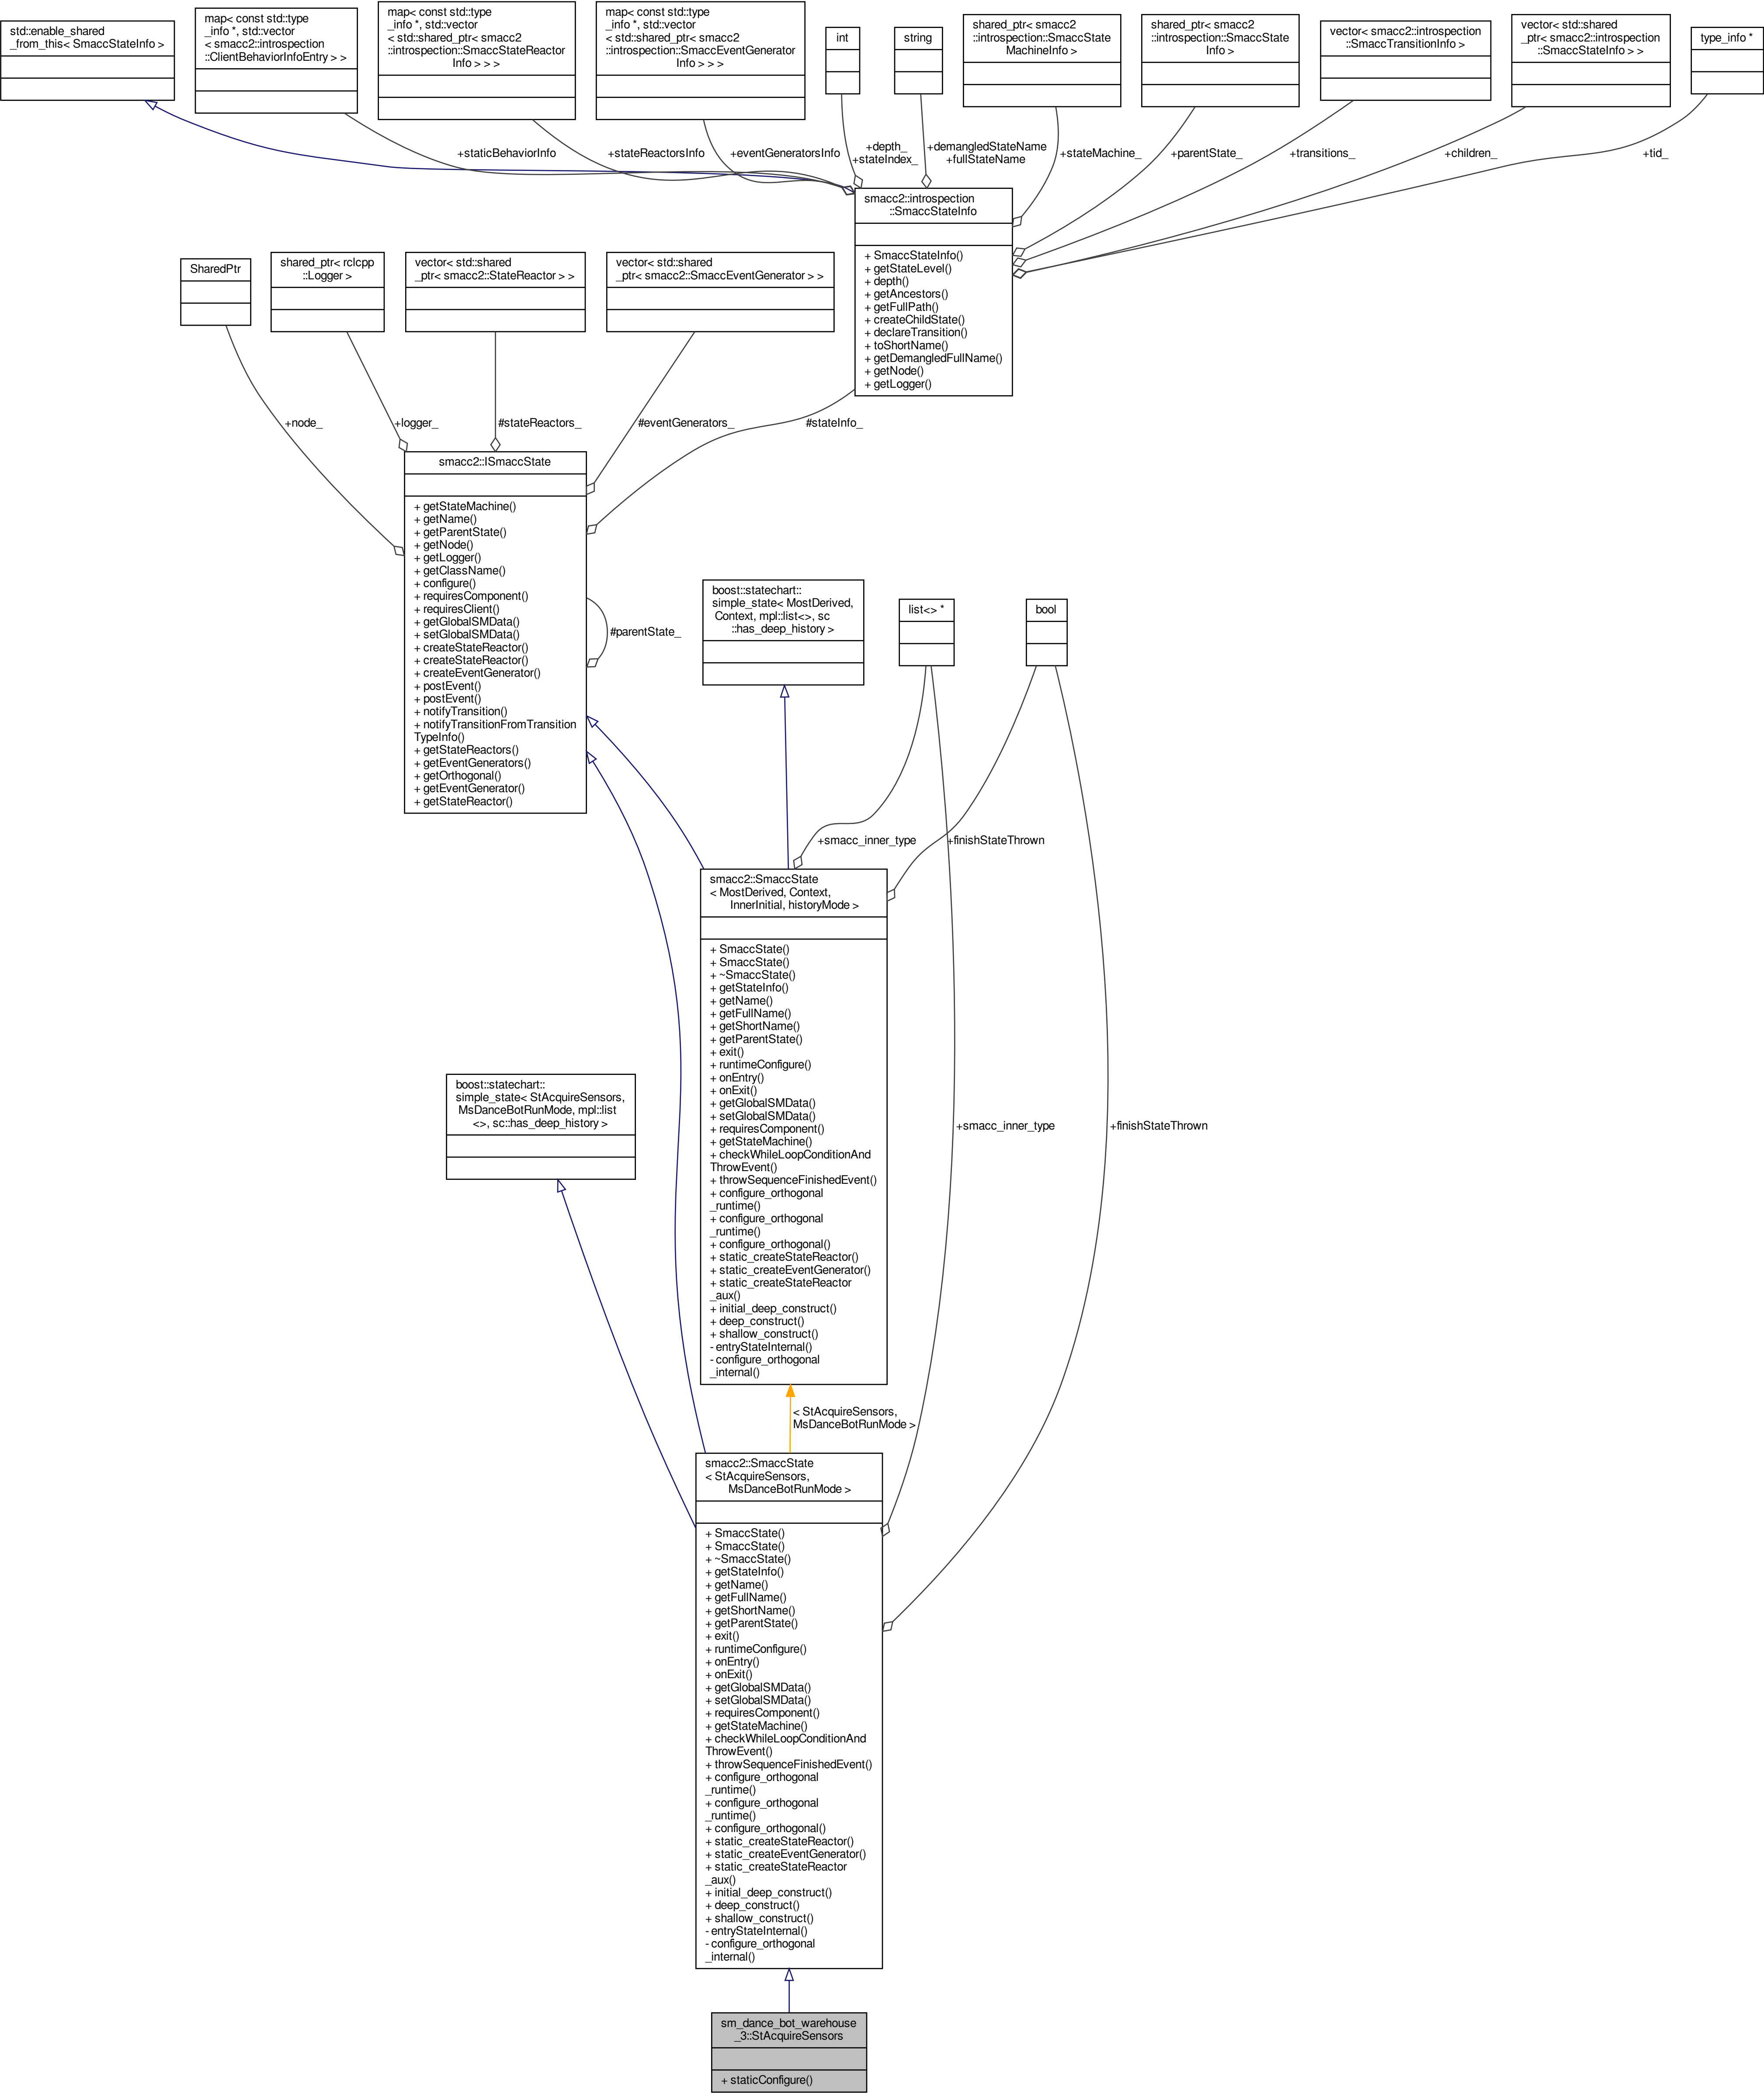 std::enable_shared
_from_this< SmaccStateInfo >
map< const std::type
_info *, std::vector
< smacc2::introspection
::ClientBehaviorInfoEntry > >
map< const std::type
_info *, std::vector
< std::shared_ptr< smacc2
::introspection::SmaccStateReactor
Info > > >
map< const std::type
_info *, std::vector
< std::shared_ptr< smacc2
::introspection::SmaccEventGenerator
Info > > >
int
string
shared_ptr< smacc2
::introspection::SmaccState
MachineInfo >
shared_ptr< smacc2
::introspection::SmaccState
Info >
vector< smacc2::introspection
::SmaccTransitionInfo >
vector< std::shared
_ptr< smacc2::introspection
::SmaccStateInfo > >
type_info *
+staticBehaviorInfo
+stateReactorsInfo
+eventGeneratorsInfo
+depth_
+stateIndex_
+demangledStateName
+fullStateName
+stateMachine_
+parentState_
+transitions_
+children_
+tid_
smacc2::introspection
::SmaccStateInfo
+ SmaccStateInfo()
+ getStateLevel()
+ depth()
+ getAncestors()
+ getFullPath()
+ createChildState()
+ declareTransition()
+ toShortName()
+ getDemangledFullName()
+ getNode()
+ getLogger()
SharedPtr
shared_ptr< rclcpp
::Logger >
vector< std::shared
_ptr< smacc2::StateReactor > >
vector< std::shared
_ptr< smacc2::SmaccEventGenerator > >
+node_
+logger_
#stateReactors_
#eventGenerators_
#stateInfo_
smacc2::ISmaccState
+ getStateMachine()
+ getName()
+ getParentState()
+ getNode()
+ getLogger()
+ getClassName()
+ configure()
+ requiresComponent()
+ requiresClient()
+ getGlobalSMData()
+ setGlobalSMData()
+ createStateReactor()
+ createStateReactor()
+ createEventGenerator()
+ postEvent()
+ postEvent()
+ notifyTransition()
+ notifyTransitionFromTransition
TypeInfo()
+ getStateReactors()
+ getEventGenerators()
+ getOrthogonal()
+ getEventGenerator()
+ getStateReactor()
#parentState_
boost::statechart::
simple_state< MostDerived,
Context, mpl::list<>, sc
::has_deep_history >
list<> *
bool
+smacc_inner_type
+finishStateThrown
smacc2::SmaccState
< MostDerived, Context,
InnerInitial, historyMode >
+ SmaccState()
+ SmaccState()
+ ~SmaccState()
+ getStateInfo()
+ getName()
+ getFullName()
+ getShortName()
+ getParentState()
+ exit()
+ runtimeConfigure()
+ onEntry()
+ onExit()
+ getGlobalSMData()
+ setGlobalSMData()
+ requiresComponent()
+ getStateMachine()
+ checkWhileLoopConditionAnd
ThrowEvent()
+ throwSequenceFinishedEvent()
+ configure_orthogonal
_runtime()
+ configure_orthogonal
_runtime()
+ configure_orthogonal()
+ static_createStateReactor()
+ static_createEventGenerator()
+ static_createStateReactor
_aux()
+ initial_deep_construct()
+ deep_construct()
+ shallow_construct()
- entryStateInternal()
- configure_orthogonal
_internal()
boost::statechart::
simple_state< StAcquireSensors,
MsDanceBotRunMode, mpl::list
<>, sc::has_deep_history >
+smacc_inner_type
+finishStateThrown
< StAcquireSensors,
MsDanceBotRunMode >
smacc2::SmaccState
< StAcquireSensors,
MsDanceBotRunMode >
+ SmaccState()
+ SmaccState()
+ ~SmaccState()
+ getStateInfo()
+ getName()
+ getFullName()
+ getShortName()
+ getParentState()
+ exit()
+ runtimeConfigure()
+ onEntry()
+ onExit()
+ getGlobalSMData()
+ setGlobalSMData()
+ requiresComponent()
+ getStateMachine()
+ checkWhileLoopConditionAnd
ThrowEvent()
+ throwSequenceFinishedEvent()
+ configure_orthogonal
_runtime()
+ configure_orthogonal
_runtime()
+ configure_orthogonal()
+ static_createStateReactor()
+ static_createEventGenerator()
+ static_createStateReactor
_aux()
+ initial_deep_construct()
+ deep_construct()
+ shallow_construct()
- entryStateInternal()
- configure_orthogonal
_internal()
sm_dance_bot_warehouse
_3::StAcquireSensors
+ staticConfigure()